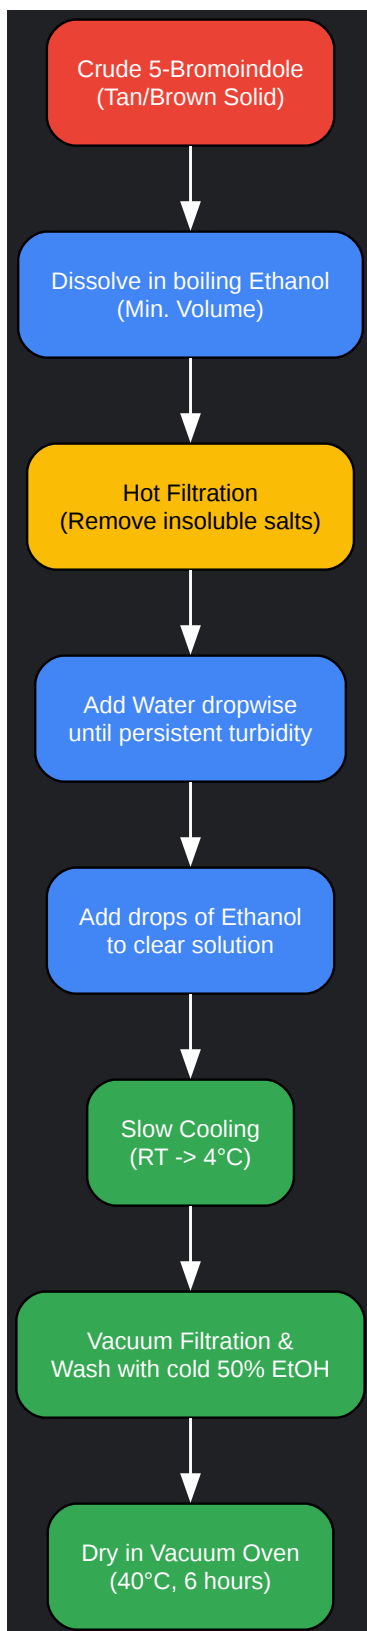 Crude 5-Bromoindole
(Tan/Brown Solid)
Dissolve in boiling Ethanol
(Min. Volume)
Hot Filtration
(Remove insoluble salts)
Add Water dropwise
until persistent turbidity
Add drops of Ethanol
to clear solution
Slow Cooling
(RT -> 4°C)
Vacuum Filtration &
Wash with cold 50% EtOH
Dry in Vacuum Oven
(40°C, 6 hours)